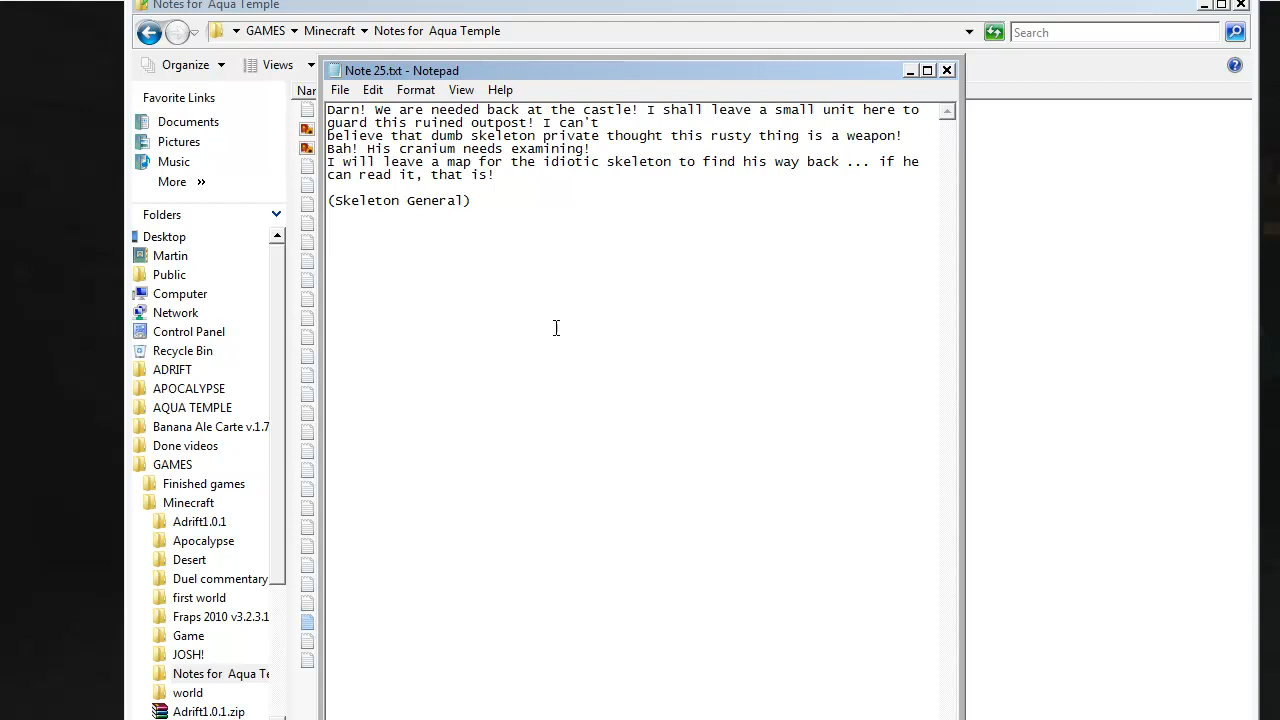 Notes for Aqua Temple
GAMES Minecraft Notes for Aqua Temple
Search
Organize Views
Note 25.txt - Notepad
File Edit Format View Help
Nar
Darn! We are needed back at the castle! I shall leave a small unit here to
guard this ruined outpost! I can't
believe that dumb skeleton private thought this rusty thing is a weapon!
Bah! His cranium needs examining!
I will leave a map for the idiotic skeleton to find his way back ... if he
can read it, that is!
(Skeleton General)
Favorite Links
Documents
Pictures
Music
More »
Folders
Desktop
Martin
Public
Computer
Network
Control Panel
Recycle Bin
ADRIFT
APOCALYPSE
AQUA TEMPLE
Banana Ale Carte v.1.7
Done videos
GAMES
Finished games
Minecraft
Adrift1.0.1
Apocalypse
Desert
Duel commentary
first world
Fraps 2010 v3.2.3.1
Game
JOSH!
Notes for Aqua Te
world
Adrift1.0.1.zip